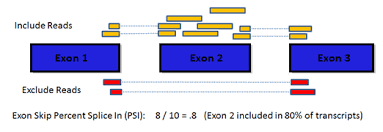 Include Reads
Exon 1
Exon 2
Exon 3
Exclude Reads
Exon Skip Percent Splice In (PSI): 8 / 10 = .8 (Exon 2 included in 80% of transcripts)